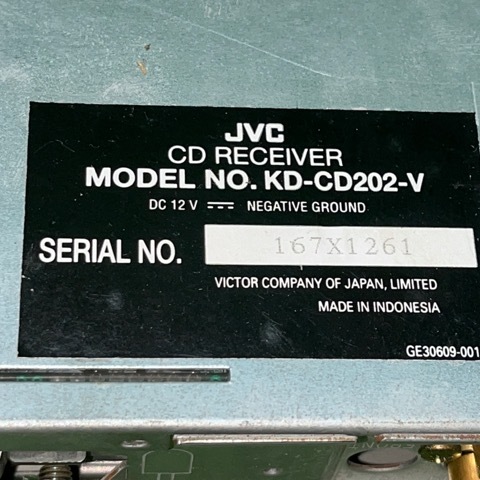 JVC
CD RECEIVER
MODEL NO. KD-CD202-V
DC 12 V ⎓ NEGATIVE GROUND
SERIAL NO. 167X1261
VICTOR COMPANY OF JAPAN, LIMITED
MADE IN INDONESIA
GE30609-001